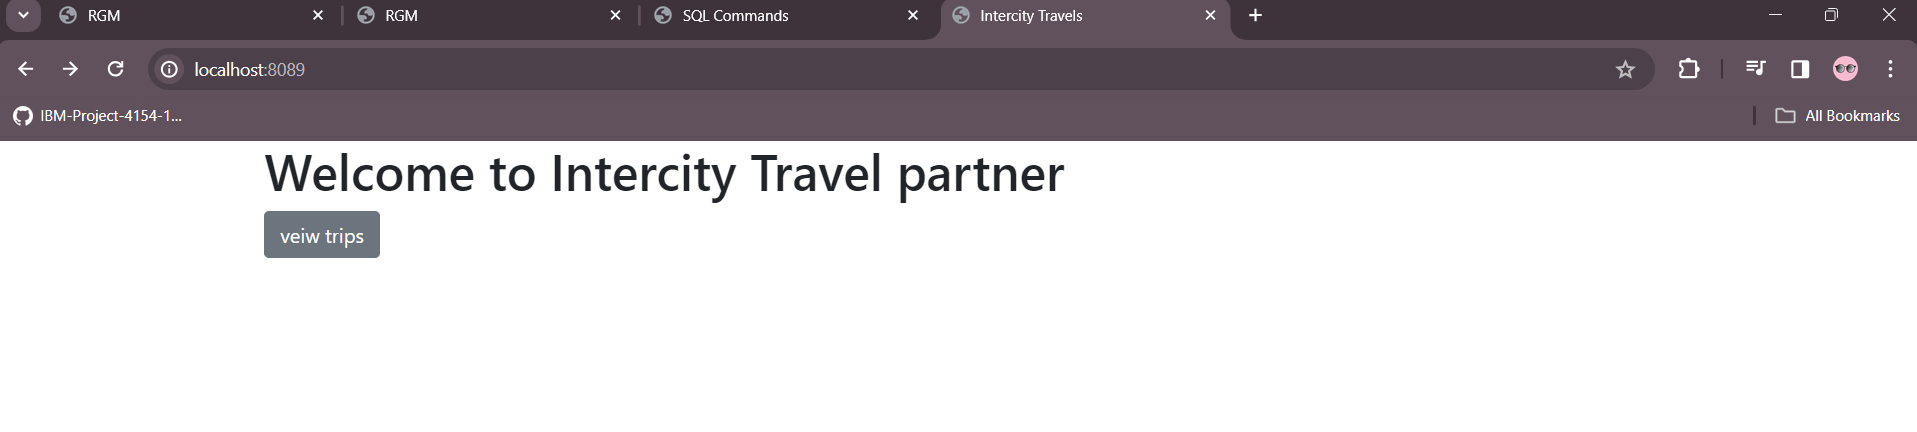 RGM
RGM
SQL Commands
Intercity Travels
localhost:8089
IBM-Project-4154-1...
All Bookmarks
Welcome to Intercity Travel partner
veiw trips